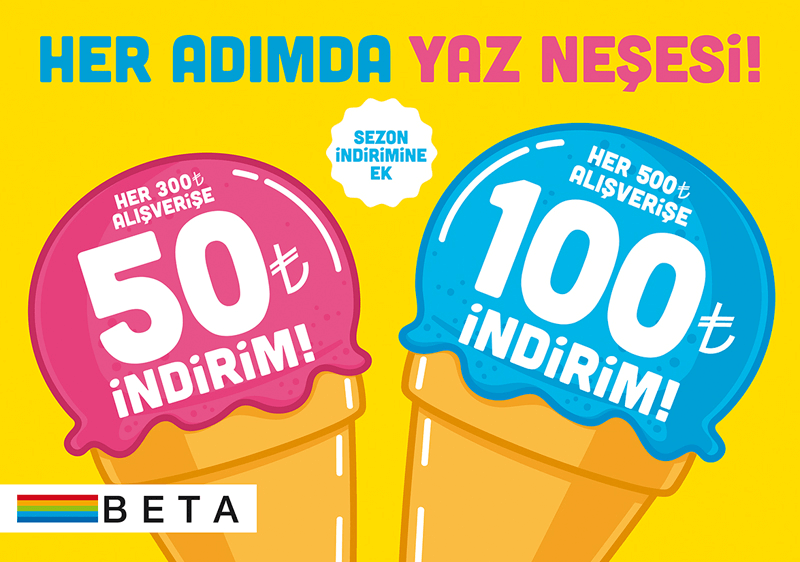 HER ADIMDA YAZ NEŞESİ!
SEZON
İNDİRİMİNE
EK
HER 300₺
ALIŞVERİŞE
50₺
İNDİRİM!
HER 500₺
ALIŞVERİŞE
100₺
İNDİRİM!
BETA